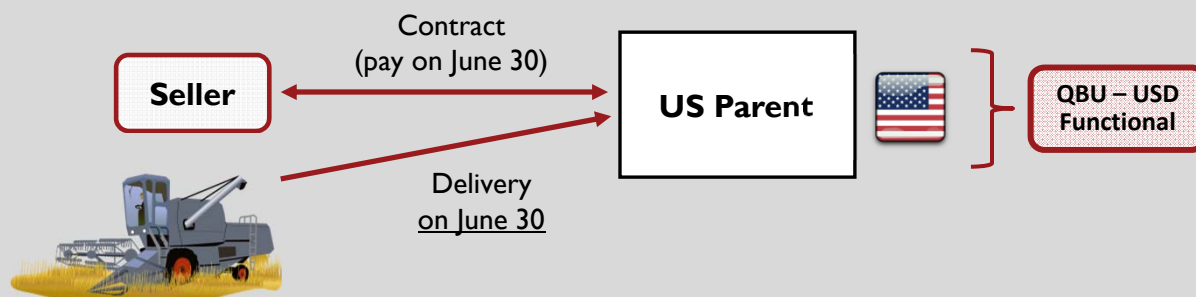 Contract
(pay on June 30)
Seller
US Parent
QBU – USD
Functional
Delivery
on June 30